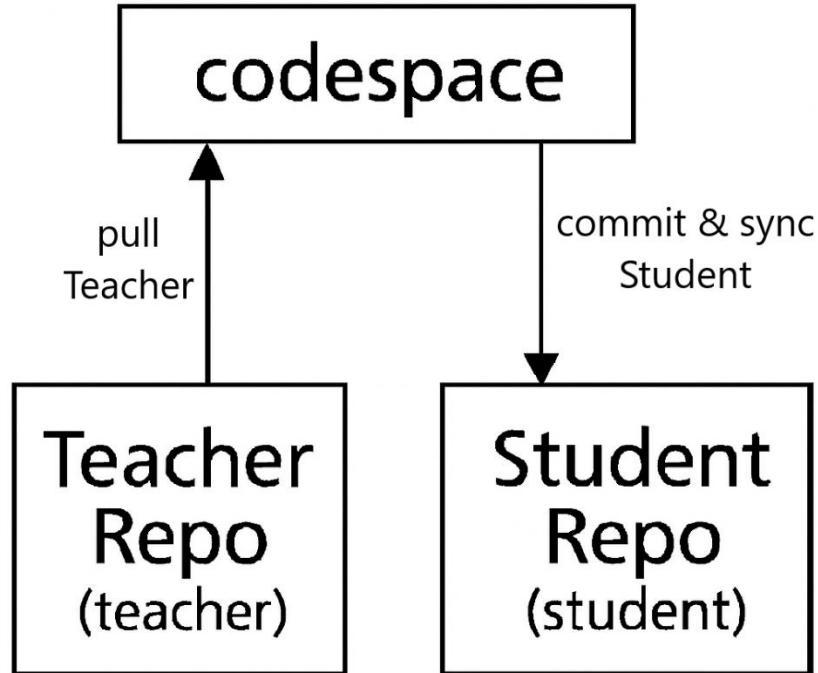 codespace
pull
Teacher
commit & sync
Student
Teacher
Repo
(teacher)
Student
Repo
(student)